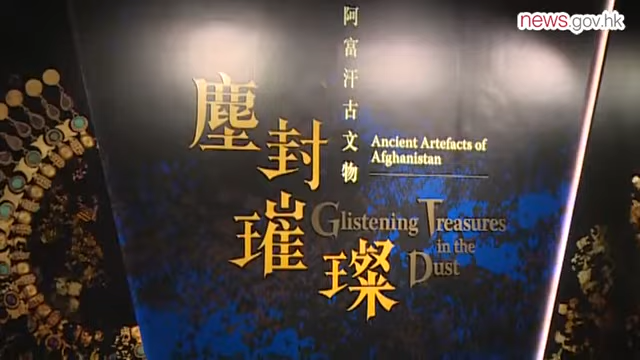 news.gov.hk
阿富汗古文物
塵封
璀璨
Ancient Artefacts of
Afghanistan
Glistening Treasures
in the
Dust